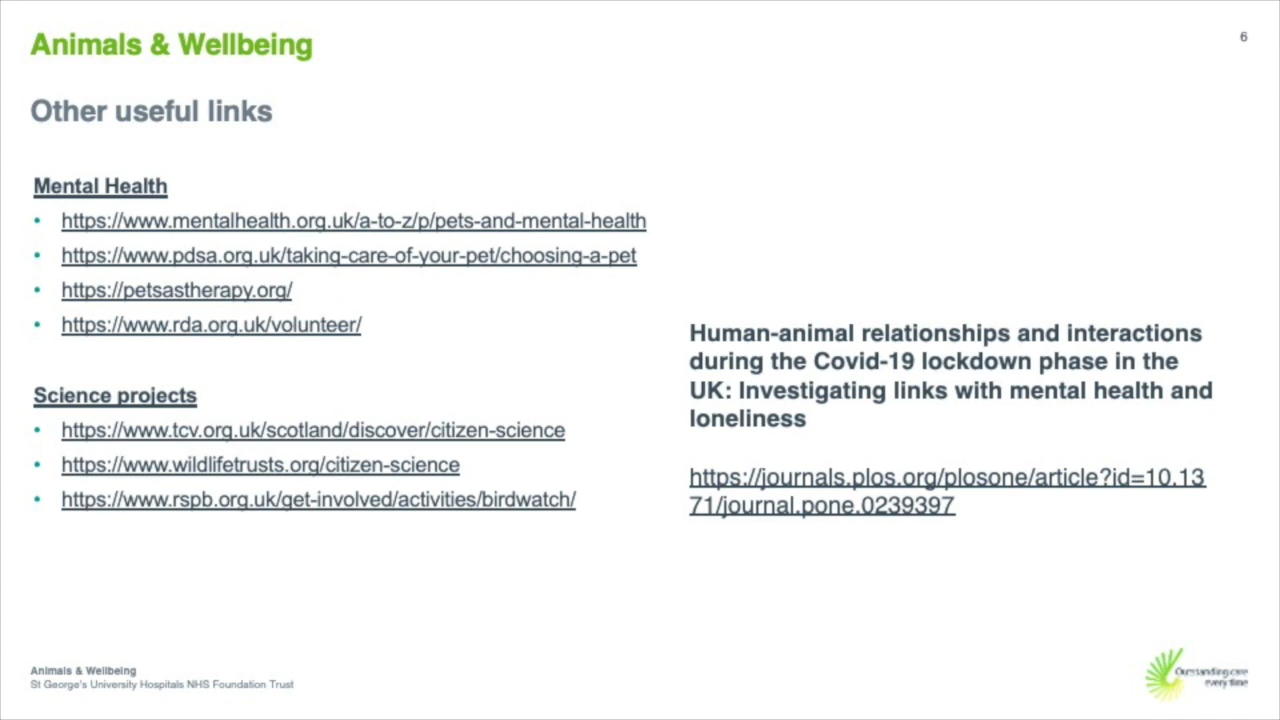 Animals & Wellbeing
6
Other useful links
Mental Health
• https://www.mentalhealth.org.uk/a-to-z/p/pets-and-mental-health
• https://www.pdsa.org.uk/taking-care-of-your-pet/choosing-a-pet
• https://petsastherapy.org/
• https://www.rda.org.uk/volunteer/
Science projects
• https://www.tcv.org.uk/scotland/discover/citizen-science
• https://www.wildlifetrusts.org/citizen-science
• https://www.rspb.org.uk/get-involved/activities/birdwatch/
Human-animal relationships and interactions
during the Covid-19 lockdown phase in the
UK: Investigating links with mental health and
loneliness
https://journals.plos.org/plosone/article?id=10.13
71/journal.pone.0239397
Animals & Wellbeing
St George's University Hospitals NHS Foundation Trust
Outstanding care
every time